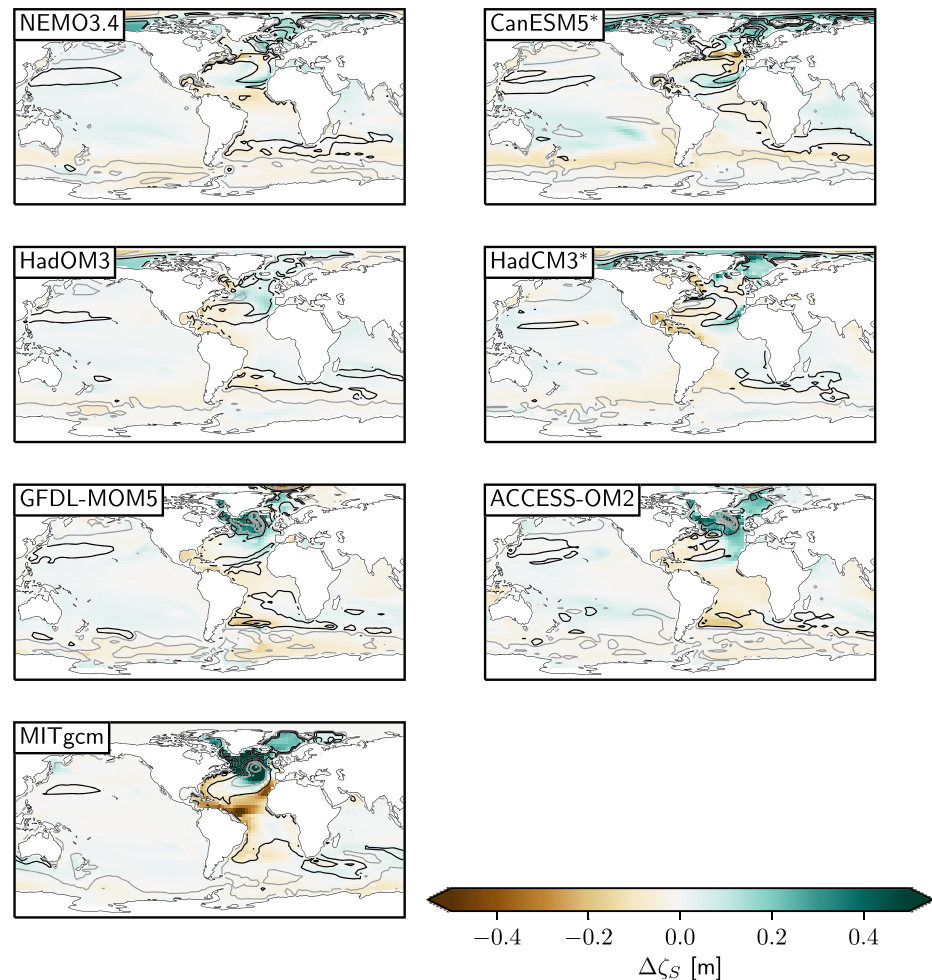 NEMO3.4
CanESM5*
HadOM3
HadCM3*
GFDL-MOM5
ACCESS-OM2
MITgcm
−0.4 −0.2 0.0 0.2 0.4
Δζ_S [m]